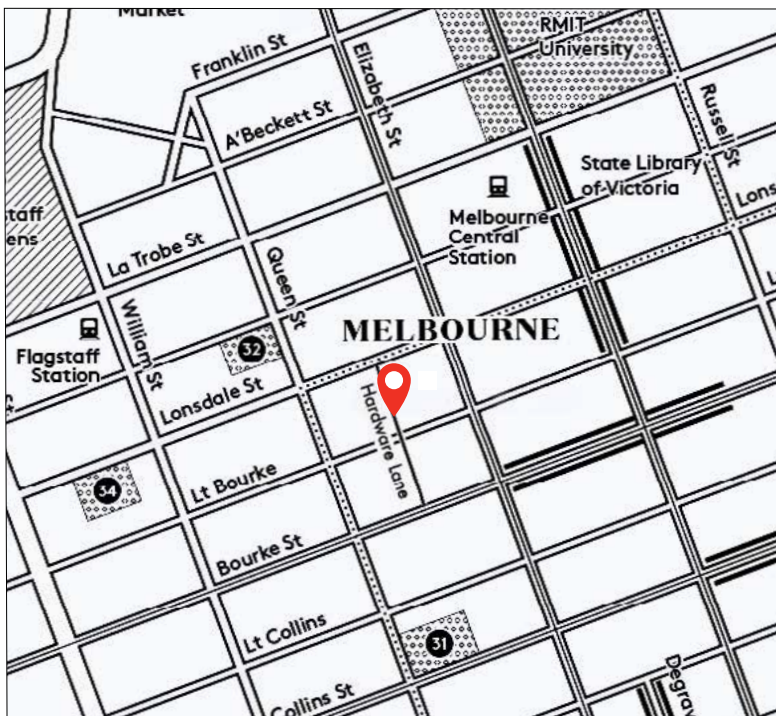 Market
Franklin St
RMIT
University
Elizabeth St
A'Beckett St
Russell St
State Library
of Victoria
Lons
staff
ens
La Trobe St
Melbourne
Central
Station
Queen St
William St
MELBOURNE
Flagstaff
Station
32
Lonsdale St
Hardware Lane
Lt Bourke
34
Bourke St
Lt Collins
31
Collins St
Degrav